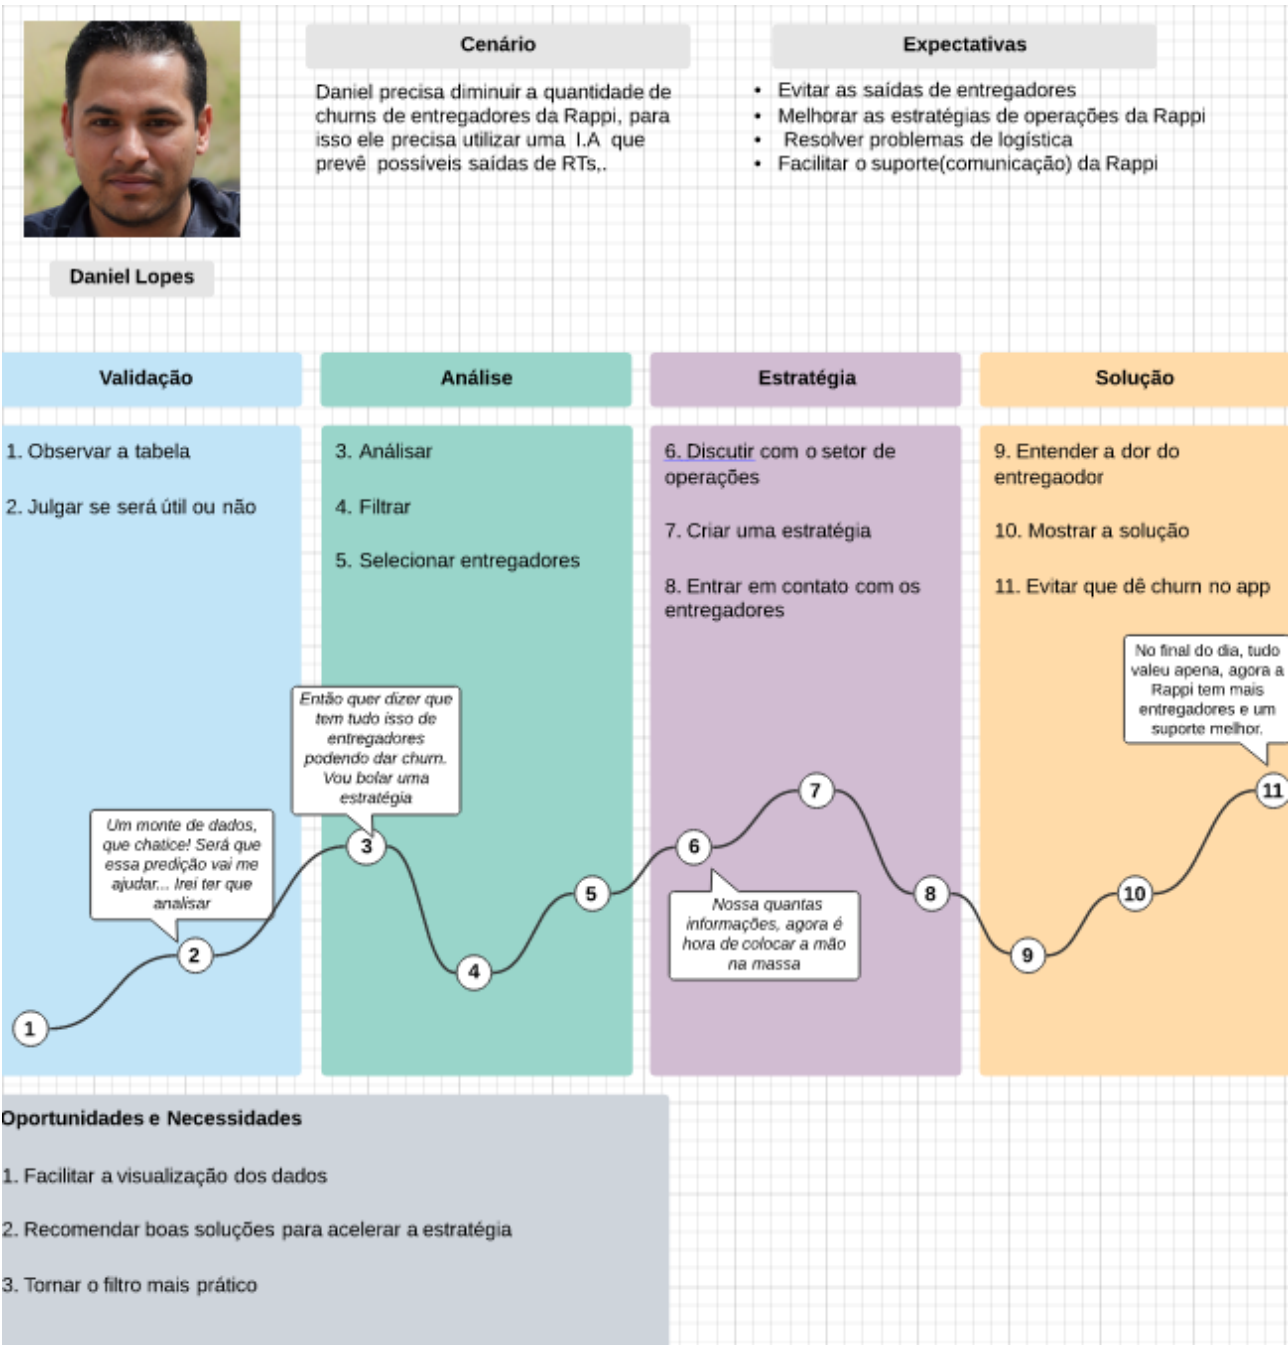 Cenário
Daniel precisa diminuir a quantidade de
churns de entregadores da Rappi, para
isso ele precisa utilizar uma I.A que
prevê possíveis saídas de RTs,.
Expectativas
• Evitar as saídas de entregadores
• Melhorar as estratégias de operações da Rappi
• Resolver problemas de logística
• Facilitar o suporte(comunicação) da Rappi
Daniel Lopes
Validação
1. Observar a tabela
2. Julgar se será útil ou não
Análise
3. Análisar
4. Filtrar
5. Selecionar entregadores
Estratégia
6. Discutir com o setor de
operações
7. Criar uma estratégia
8. Entrar em contato com os
entregadores
Solução
9. Entender a dor do
entregaodor
10. Mostrar a solução
11. Evitar que dê churn no app
Um monte de dados,
que chatice! Será que
essa predição vai me
ajudar... Irei ter que
analisar
Então quer dizer que
tem tudo isso de
entregadores
podendo dar churn.
Vou bolar uma
estratégia
Nossa quantas
informações, agora é
hora de colocar a mão
na massa
No final do dia, tudo
valeu apena, agora a
Rappi tem mais
entregadores e um
suporte melhor.
1
2
3
4
5
6
7
8
9
10
11
Oportunidades e Necessidades
1. Facilitar a visualização dos dados
2. Recomendar boas soluções para acelerar a estratégia
3. Tornar o filtro mais prático